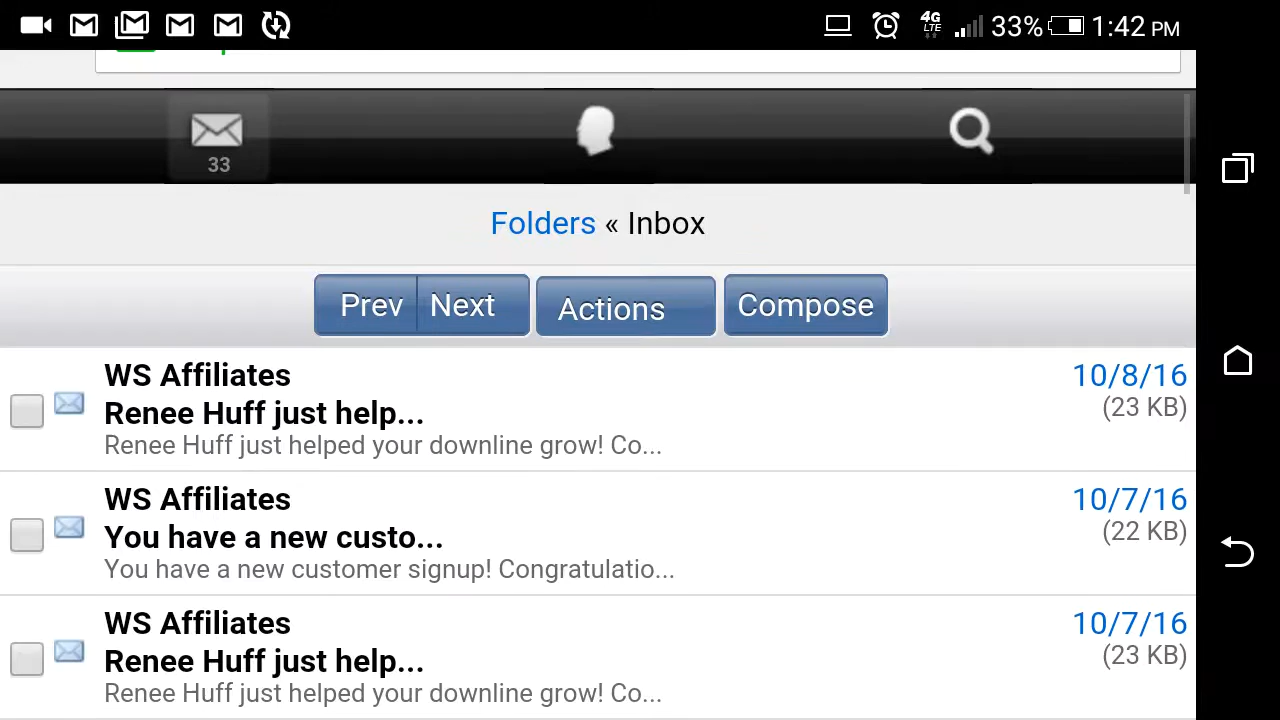 4G
LTE
33% 1:42 PM
33
Folders « Inbox
Prev Next Actions Compose
WS Affiliates 10/8/16
Renee Huff just help... (23 KB)
Renee Huff just helped your downline grow! Co...
WS Affiliates 10/7/16
You have a new custo... (22 KB)
You have a new customer signup! Congratulatio...
WS Affiliates 10/7/16
Renee Huff just help... (23 KB)
Renee Huff just helped your downline grow! Co...